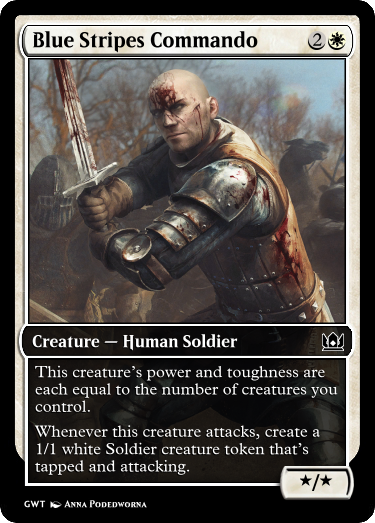 Blue Stripes Commando 2
Creature — Human Soldier
This creature's power and toughness are
each equal to the number of creatures you
control.
Whenever this creature attacks, create a
1/1 white Soldier creature token that's
tapped and attacking.
★/★
GWT Anna Podedworna